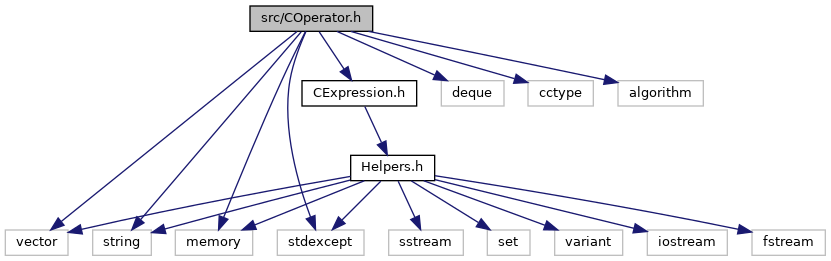 src/COperator.h
CExpression.h
deque
cctype
algorithm
Helpers.h
vector
string
memory
stdexcept
sstream
set
variant
iostream
fstream